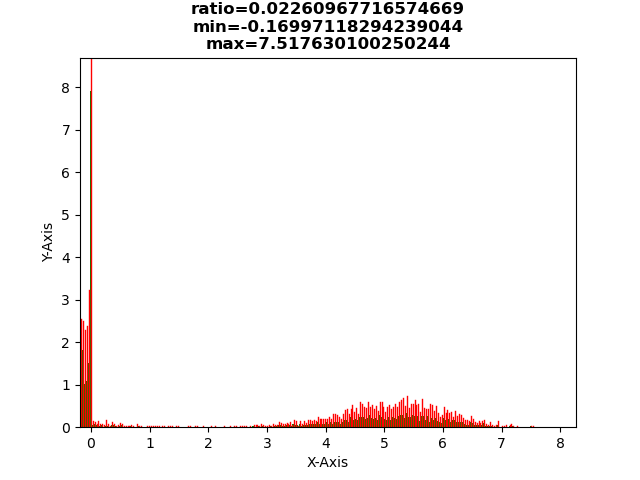 ratio=0.02260967716574669
min=-0.16997118294239044
max=7.517630100250244
8
7
6
5
4
3
2
1
0
Y-Axis
0 1 2 3 4 5 6 7 8
X-Axis